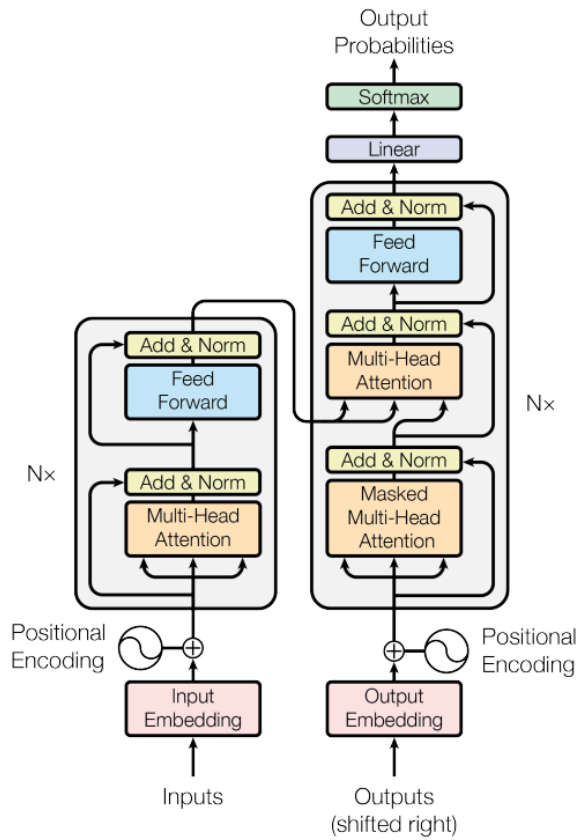 Output
Probabilities
Softmax
Linear
Add & Norm
Feed
Forward
Add & Norm
Multi-Head
Attention
Add & Norm
Masked
Multi-Head
Attention
N×
Add & Norm
Feed
Forward
Add & Norm
Multi-Head
Attention
N×
Positional
Encoding
Positional
Encoding
Input
Embedding
Output
Embedding
Inputs
Outputs
(shifted right)